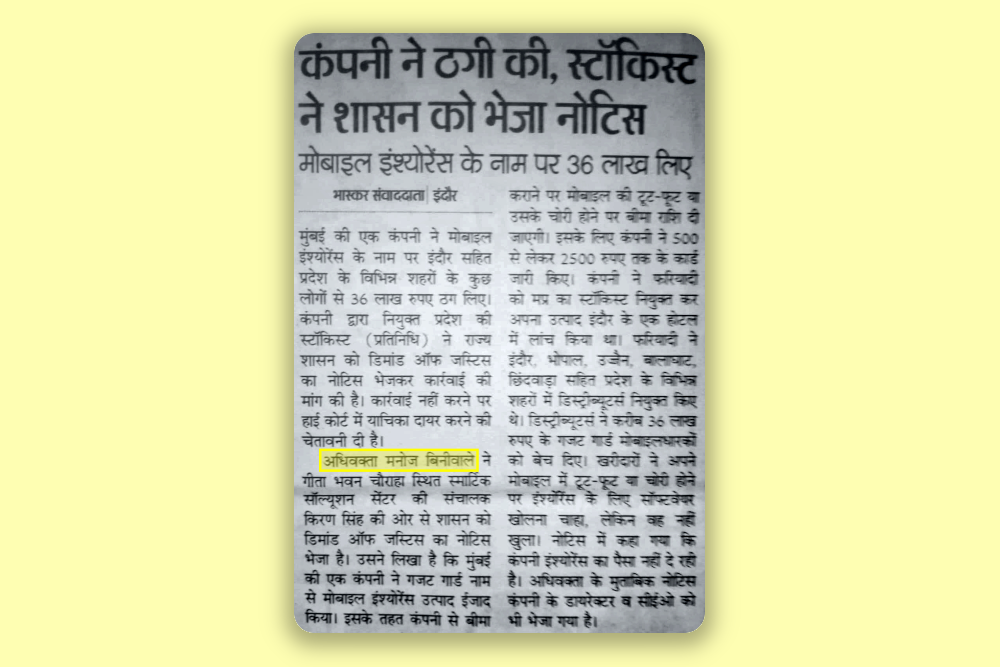 कंपनी ने ठगी की, स्टॉकिस्ट
ने शासन को भेजा नोटिस
मोबाइल इंश्योरेंस के नाम पर 36 लाख लिए
भास्कर संवाददाता | इंदौर
मुंबई की एक कंपनी ने मोबाइल
इंश्योरेंस के नाम पर इंदौर सहित
प्रदेश के विभिन्न शहरों के कुछ
लोगों से 36 लाख रुपए ठग लिए।
कंपनी द्वारा नियुक्त प्रदेश की
स्टॉकिस्ट (प्रतिनिधि) ने राज्य
शासन को डिमांड ऑफ जस्टिस
का नोटिस भेजकर कार्रवाई की
मांग की है। कार्रवाई नहीं करने पर
हाई कोर्ट में याचिका दायर करने की
चेतावनी दी है।
अधिवक्ता मनोज बिनीवाले ने
गीता भवन चौराहा स्थित स्मार्टिक
सॉल्यूशन सेंटर की संचालक
किरण सिंह की ओर से शासन को
डिमांड ऑफ जस्टिस का नोटिस
भेजा है। उसने लिखा है कि मुंबई
की एक कंपनी ने गजट गार्ड नाम
से मोबाइल इंश्योरेंस उत्पाद ईजाद
किया। इसके तहत कंपनी से बीमा
कराने पर मोबाइल की टूट-फूट या
उसके चोरी होने पर बीमा राशि दी
जाएगी। इसके लिए कंपनी ने 500
से लेकर 2500 रुपए तक के कार्ड
जारी किए। कंपनी ने फरियादी
को मप्र का स्टॉकिस्ट नियुक्त कर
अपना उत्पाद इंदौर के एक होटल
में लांच किया था। फरियादी ने
इंदौर, भोपाल, उज्जैन, बालाघाट,
छिंदवाड़ा सहित प्रदेश के विभिन्न
शहरों में डिस्ट्रीब्यूटर्स नियुक्त किए
थे। डिस्ट्रीब्यूटर्स ने करीब 36 लाख
रुपए के गजट गार्ड मोबाइलधारकों
को बेच दिए। खरीदारों ने अपने
मोबाइल में टूट-फूट या चोरी होने
पर इंश्योरेंस के लिए सॉफ्टवेयर
खोलना चाहा, लेकिन वह नहीं
खुला। नोटिस में कहा गया कि
कंपनी इंश्योरेंस का पैसा नहीं दे रही
है। अधिवक्ता के मुताबिक नोटिस
कंपनी के डायरेक्टर व सीईओ को
भी भेजा गया है।